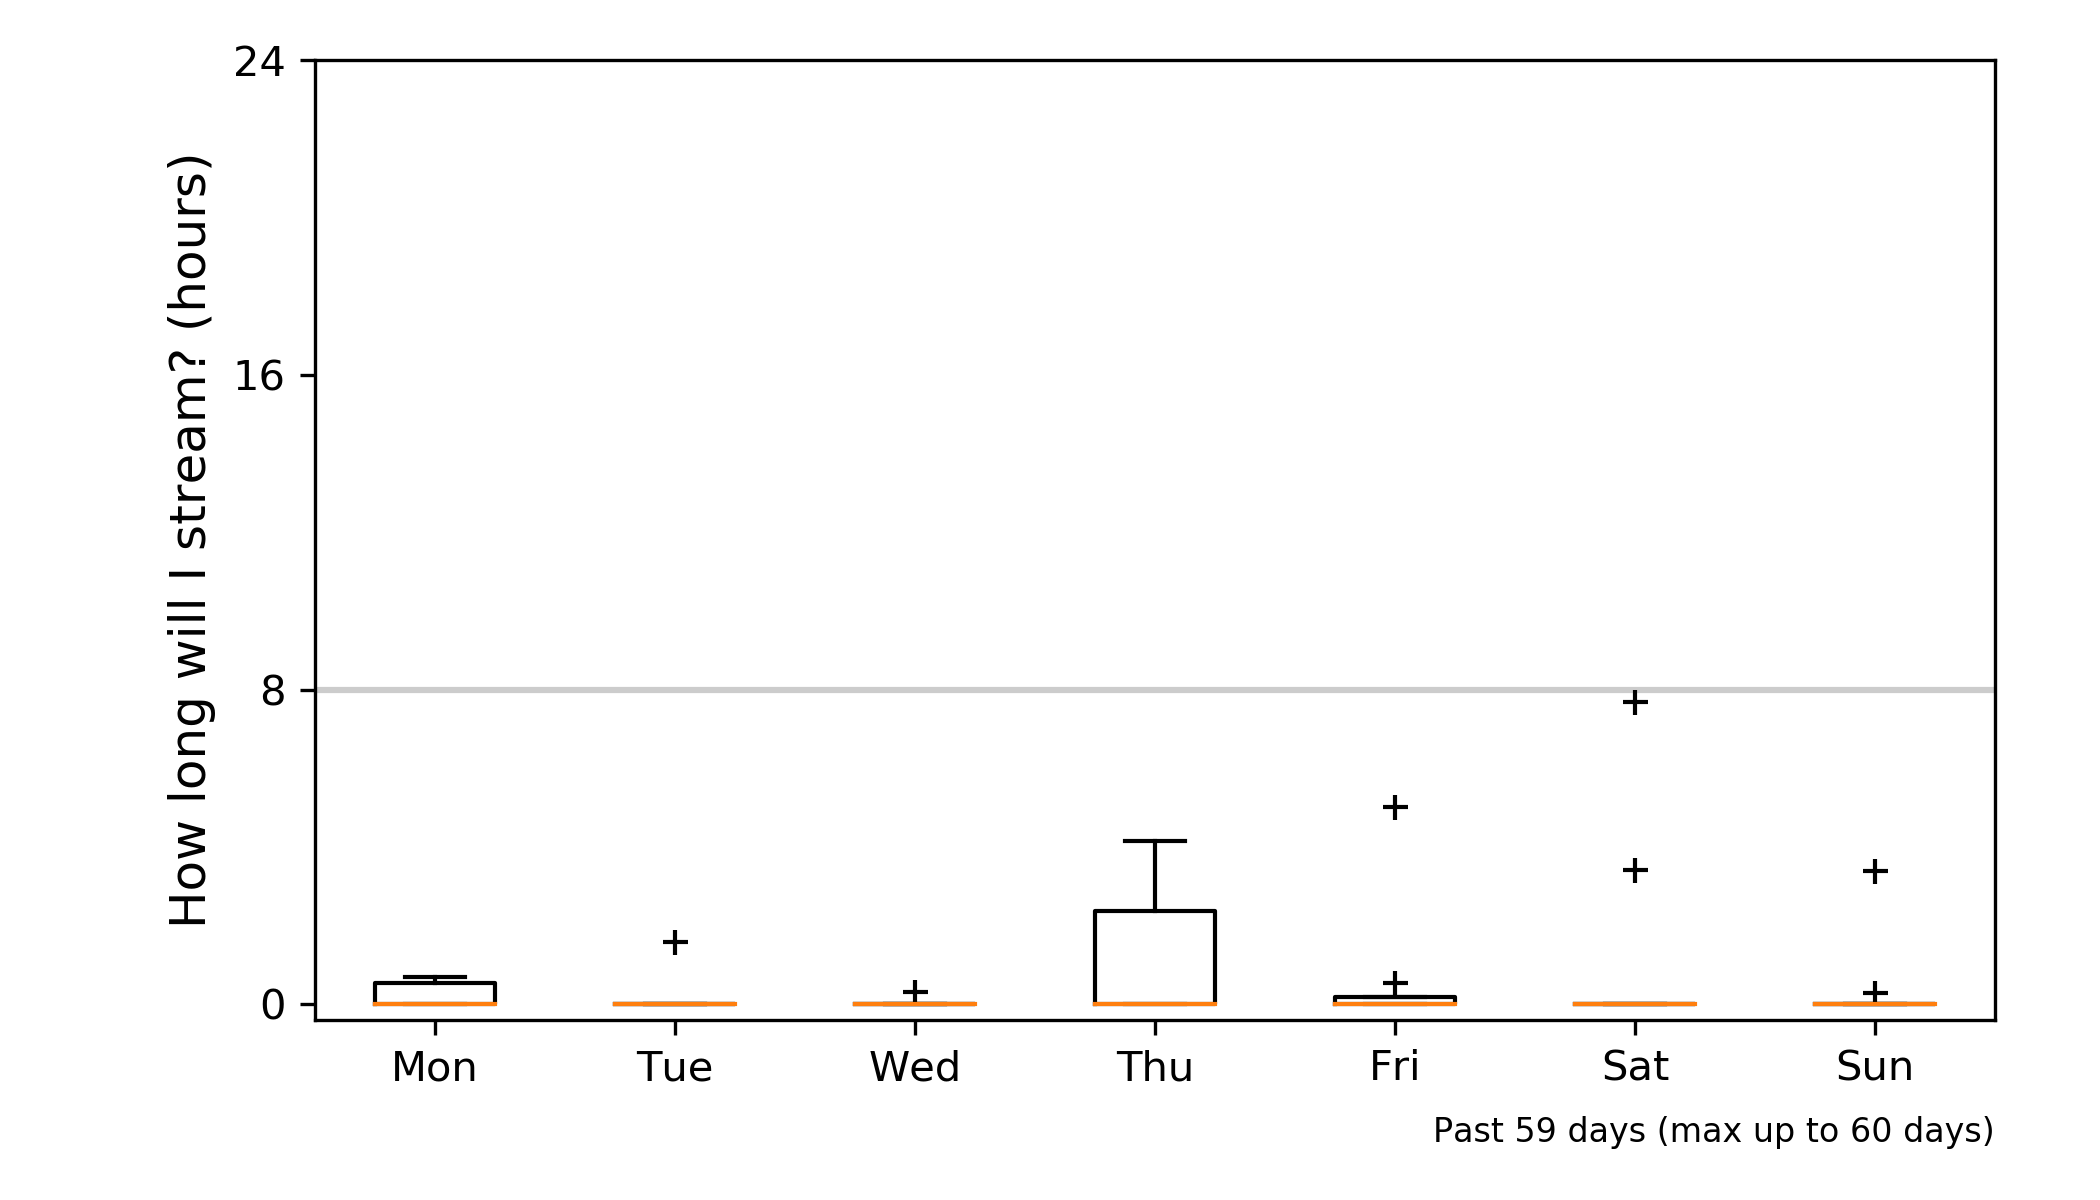 How long will I stream? (hours)
24
16
8
0
Mon Tue Wed Thu Fri Sat Sun
Past 59 days (max up to 60 days)